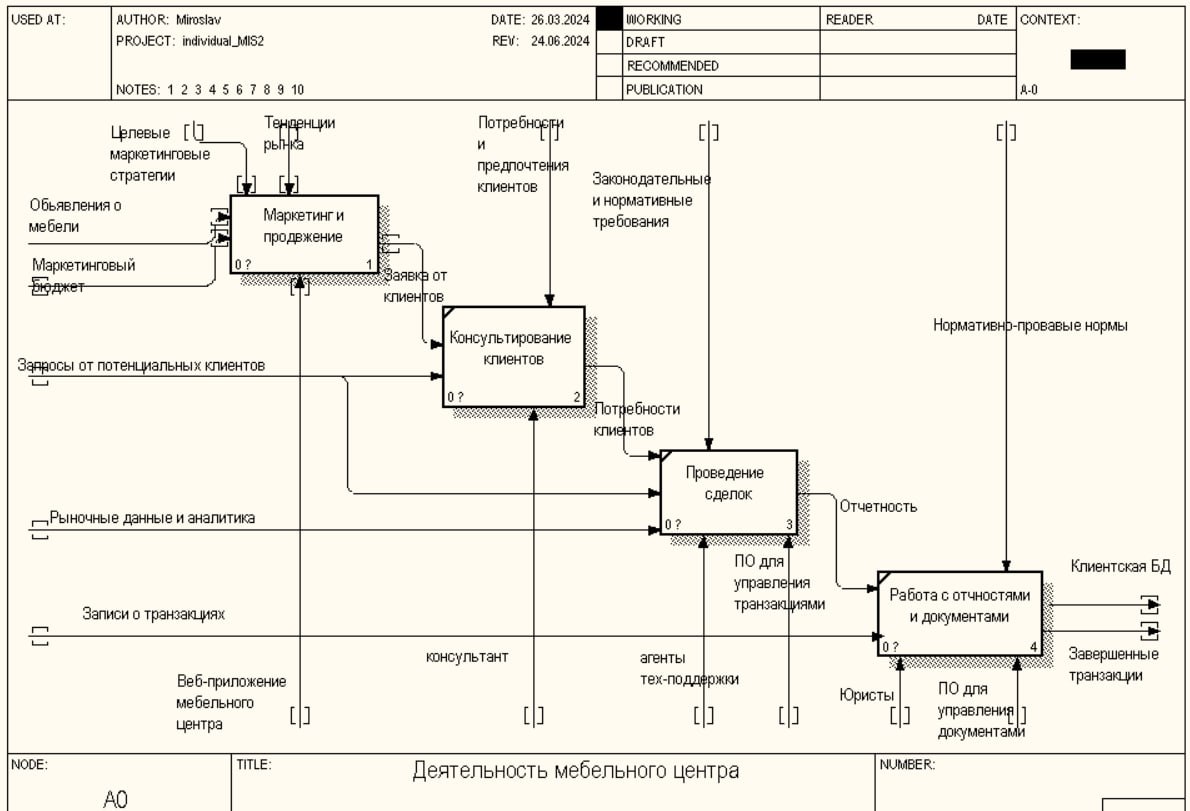 USED AT:
AUTHOR: Miroslav
DATE: 26.03.2024
WORKING
READER
DATE
CONTEXT:
PROJECT: individual_MIS2
REV: 24.06.2024
DRAFT
RECOMMENDED
NOTES: 1 2 3 4 5 6 7 8 9 10
PUBLICATION
A-0
Целевые
маркетинговые
стратегии
Тенденции
рынка
Потребности
и
предпочтения
клиентов
Законодательные
и нормативные
требования
Обьявления о
мебели
Маркетинговый
бюджет
Маркетинг и
продвжение
0 ?
1
Заявка от
клиентов
Нормативно-провавые нормы
Консультирование
клиентов
0 ?
2
Запросы от потенциальных клиентов
Потребности
клиентов
Проведение
сделок
0 ?
3
Рыночные данные и аналитика
Отчетность
ПО для
управления
транзакциями
Клиентская БД
Работа с отчностями
и документами
0 ?
4
Записи о транзакциях
Завершенные
транзакции
консультант
агенты
тех-поддержки
Веб-приложение
мебельного
центра
Юристы
ПО для
управления
документами
NODE:
A0
TITLE:
Деятельность мебельного центра
NUMBER: